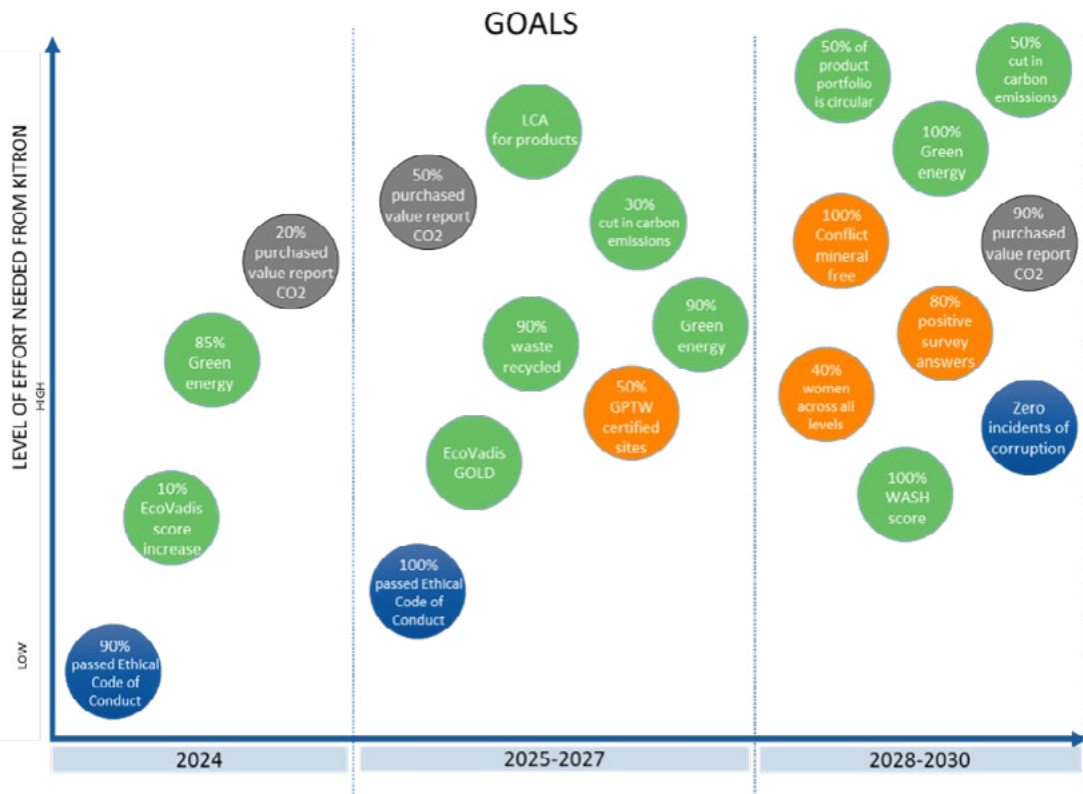 GOALS
LEVEL OF EFFORT NEEDED FROM KITRON
HIGH
LOW
90%
passed Ethical
Code of
Conduct
10%
EcoVadis
score
increase
85%
Green
energy
20%
purchased
value report
CO2
100%
passed Ethical
Code of
Conduct
EcoVadis
GOLD
50%
purchased
value report
CO2
LCA
for products
90%
waste
recycled
30%
cut in carbon
emissions
50%
GPTW
certified
sites
90%
Green
energy
50% of
product
portfolio
is circular
50%
cut in
carbon
emissions
100%
Green
energy
100%
Conflict
mineral
free
90%
purchased
value report
CO2
80%
positive
survey
answers
40%
women
across all
levels
Zero
incidents of
corruption
100%
WASH
score
2024
2025-2027
2028-2030